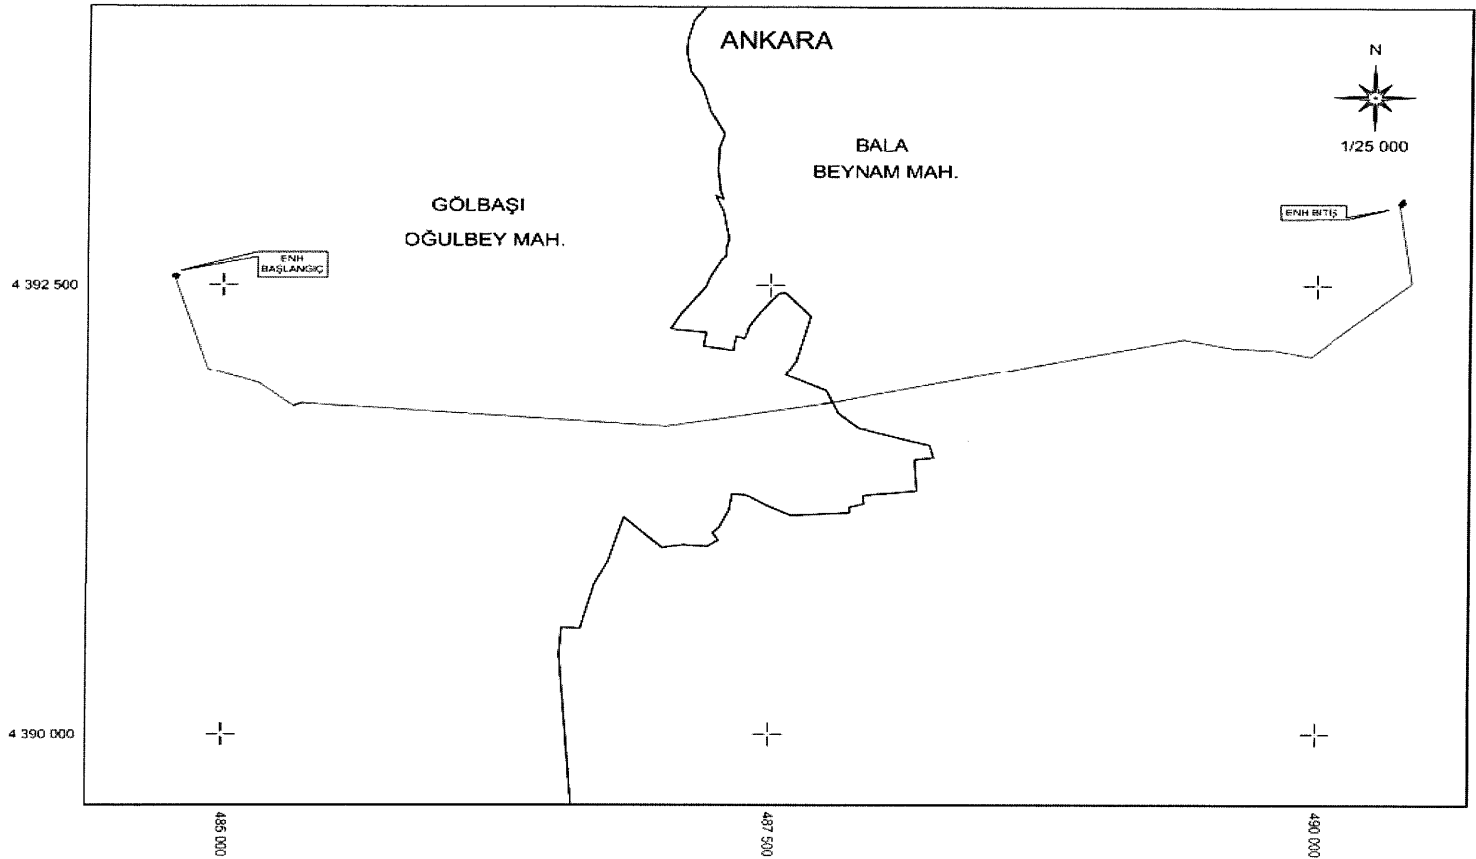 ANKARA
N
1/25 000
BALA
BEYNAM MAH.
GÖLBAŞI
OĞULBEY MAH.
ENH BİTİŞ
ENH
BAŞLANGIÇ
4 392 500
4 390 000
485 000
487 500
490 000